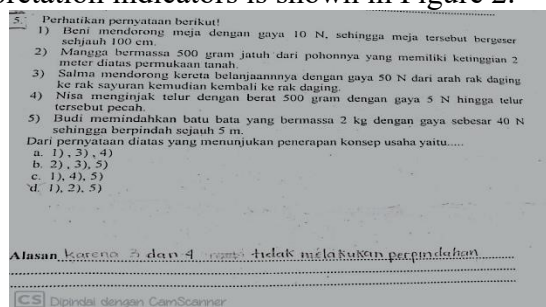 5. Perhatikan pernyataan berikut!
1) Beni mendorong meja dengan gaya 10 N, sehingga meja tersebut bergeser
sehjauh 100 cm.
2) Mangga bermassa 500 gram jatuh dari pohonnya yang memiliki ketinggian 2
meter diatas permukaan tanah.
3) Salma mendorong kereta belanjaannnya dengan gaya 50 N dari arah rak daging
ke rak sayuran kemudian kembali ke rak daging.
4) Nisa menginjak telur dengan berat 500 gram dengan gaya 5 N hingga telur
tersebut pecah.
5) Budi memindahkan batu bata yang bermassa 2 kg dengan gaya sebesar 40 N
sehingga berpindah sejauh 5 m.
Dari pernyataan diatas yang menunjukan penerapan konsep usaha yaitu.....
a. 1) , 3) , 4)
b. 2) , 3), 5)
c. 1), 4), 5)
d. 1), 2), 5)
Alasan Karena 3 dan 4 tidak melakukan perpindahan
CS Dipindai dengan CamScanner